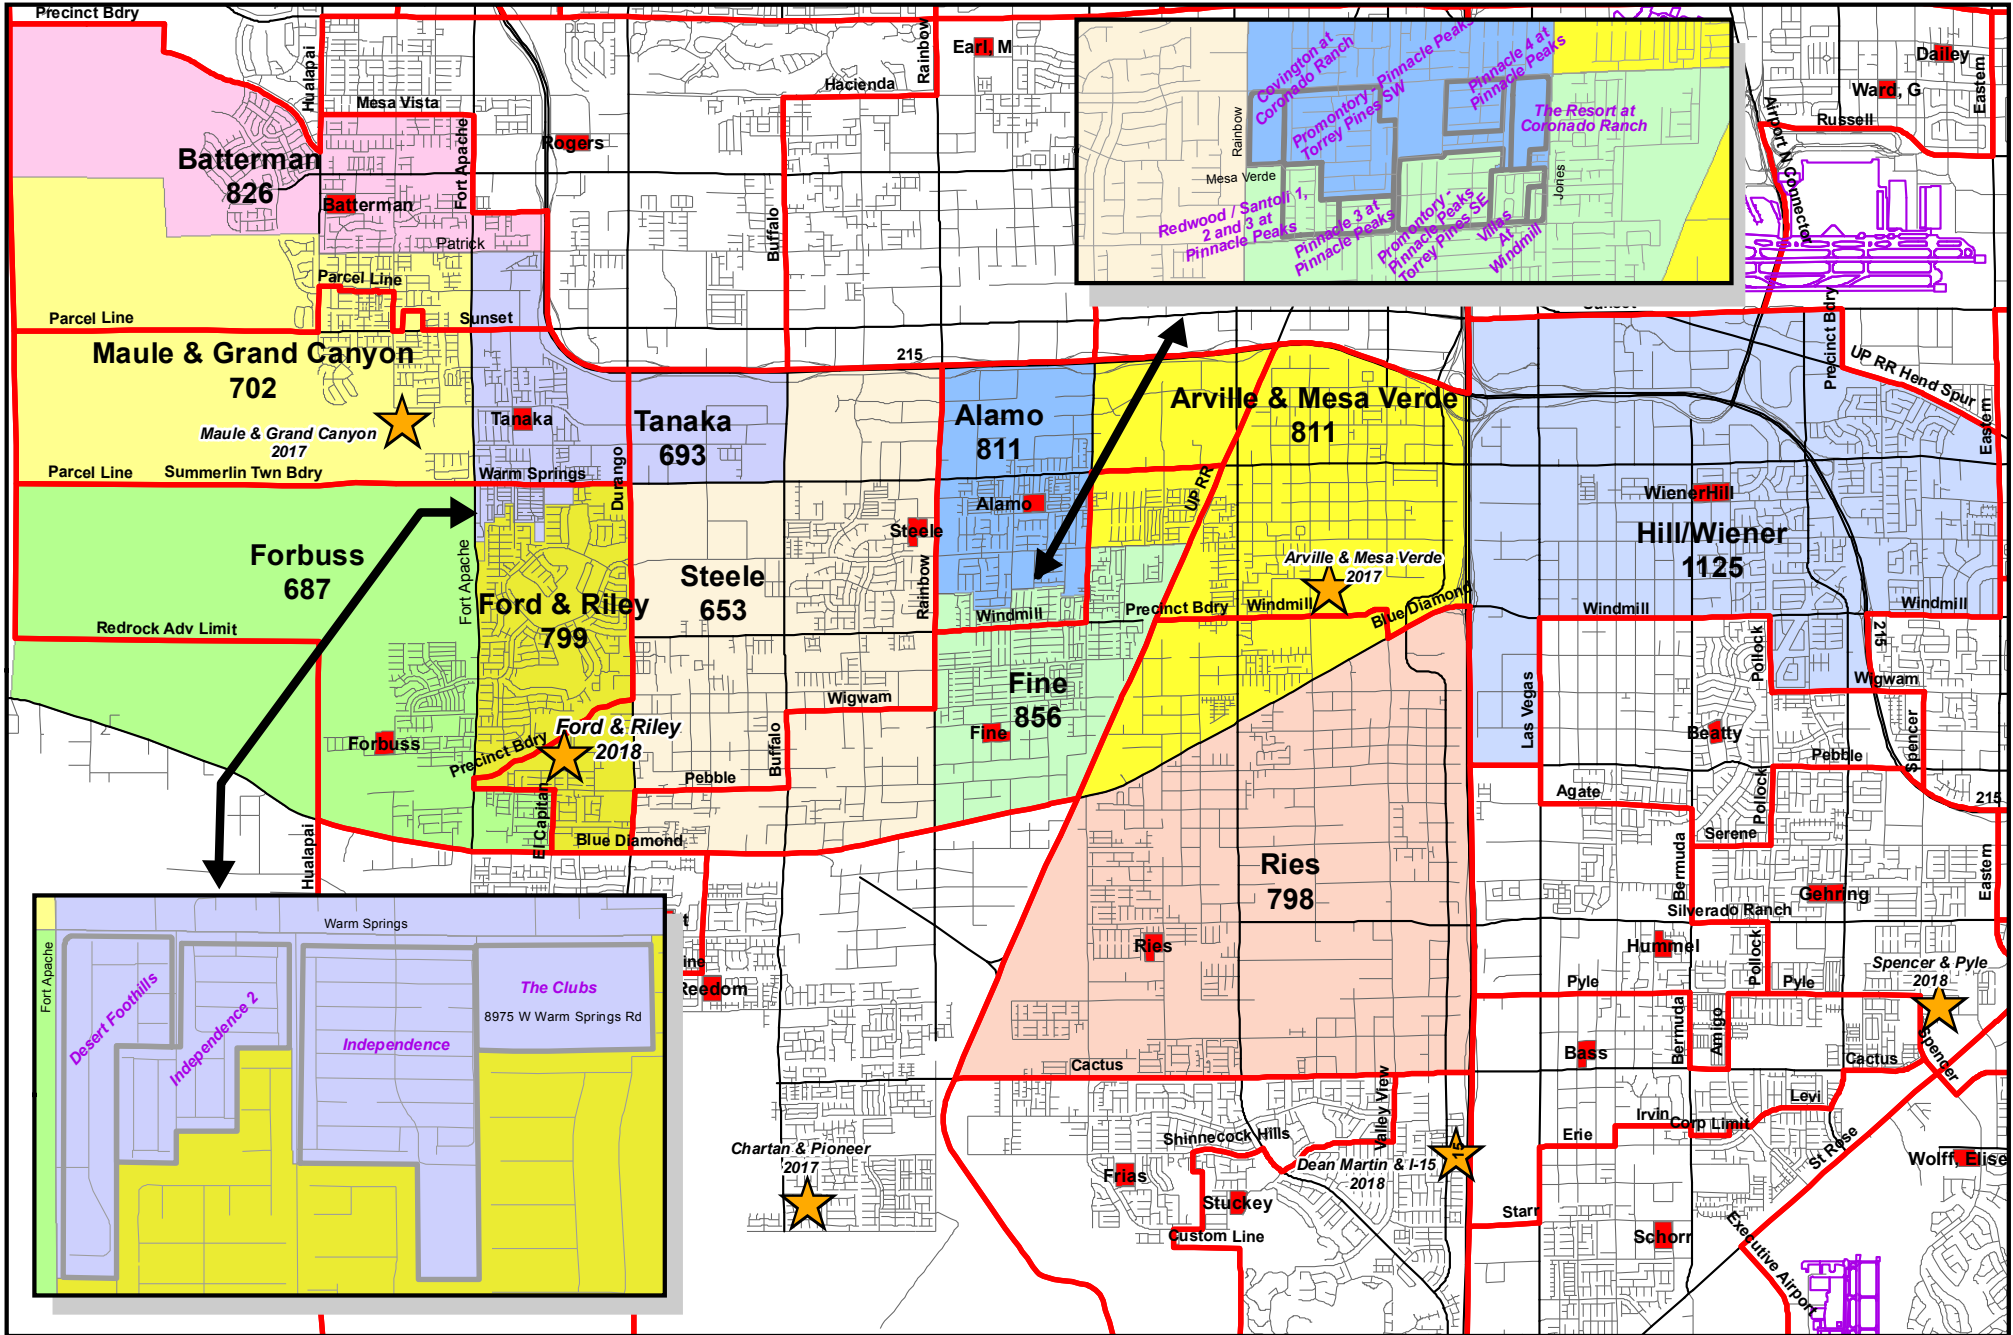 Precinct Bdry
Hualapai
Mesa Vista
Fort Apache
Rogers
Batterman
826
Batterman
Patrick
Buffalo
Rainbow
Earl, M
Hacienda
Covington at
Coronado Ranch
Promontory - Pinnacle Peaks
Torrey Pines SW
Pinnacle 4 at
Pinnacle Peaks
The Resort at
Coronado Ranch
Rainbow
Mesa Verde
Jones
Redwood / Santoli 1,
2 and 3 at
Pinnacle Peaks
Pinnacle 3 at
Pinnacle Peaks
Promontory -
Pinnacle Peaks
Torrey Pines SE
Villas
At
Windmill
Dailey
Ward, G
Eastern
Russell
Airport N Connector
Parcel Line
Parcel Line
Sunset
Sunset
215
Maule & Grand Canyon
702
Maule & Grand Canyon
2017
Parcel Line
Summerlin Twn Bdry
Tanaka
Warm Springs
Durango
Tanaka
693
Alamo
811
Alamo
Arville & Mesa Verde
811
UP RR
Arville & Mesa Verde
2017
Precinct Bdry
UP RR Hend Spur
Eastern
WienerHill
Hill/Wiener
1125
Forbuss
687
Fort Apache
Redrock Adv Limit
Ford & Riley
799
Steele
Steele
653
Rainbow
Windmill
Precinct Bdry
Windmill
Blue Diamond
Windmill
Windmill
215
Pollock
Wigwam
Forbuss
Precinct Bdry
Ford & Riley
2018
Buffalo
Pebble
Wigwam
Fine
856
Fine
Las Vegas
Beatty
Pebble
Spencer
Agate
Pollock
Serene
215
El Capitan
Blue Diamond
Hualapai
Ries
798
Ries
Bermuda
Gehring
Eastern
Silverado Ranch
Hummel
Pollock
Pyle
Pyle
Spencer & Pyle
2018
Warm Springs
Fort Apache
Desert Foothills
Independence 2
Independence
The Clubs
8975 W Warm Springs Rd
t
ine
Reedom
Cactus
Bass
Bermuda
Amigo
Cactus
Spencer
Levi
Irvin
Corp Limit
Erie
St Rose
Wolff, Elise
Valley View
Shinnecock Hills
Chartan & Pioneer
2017
Frias
Dean Martin & I-15
2018
15
Stuckey
Custom Line
Starr
Schorr
Executive Airport